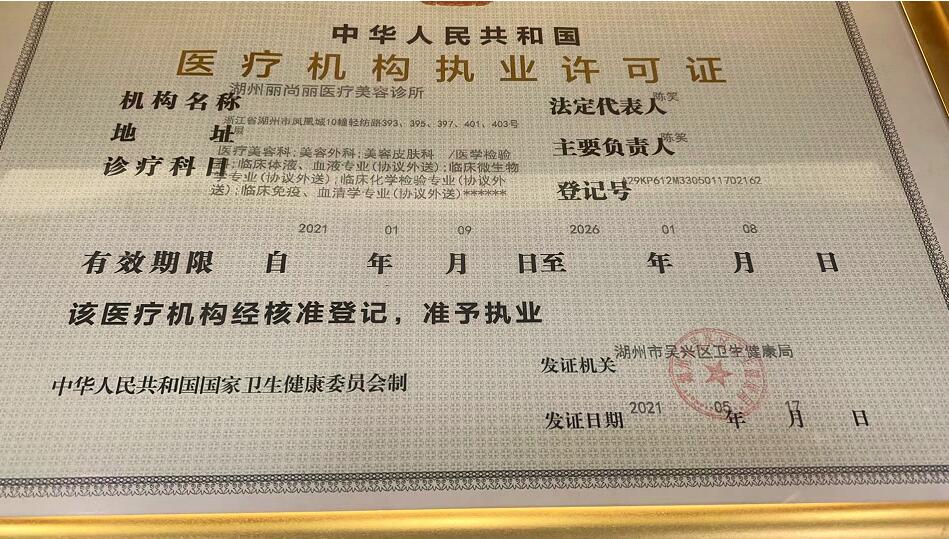 中华人民共和国
医疗机构执业许可证
机构名称 湖州丽尚丽医疗美容诊所
法定代表人 陈笑
地 址 浙江省湖州市凤凰城10幢轻纺路393、395、397、401、403号
主要负责人 陈笑
诊疗科目 医疗美容科;美容外科;美容皮肤科 /医学检验
;临床体液、血液专业(协议外送);临床微生物
学专业(协议外送);临床化学检验专业(协议外
送);临床免疫、血清学专业(协议外送)******
登记号 A29KP612M33050117D2162
有效期限 自 2021 年 01 月 09 日至 2026 年 01 月 08 日
该医疗机构经核准登记，准予执业
发证机关 湖州市吴兴区卫生健康局
中华人民共和国国家卫生健康委员会制
发证日期 2021 年 05 月 17 日